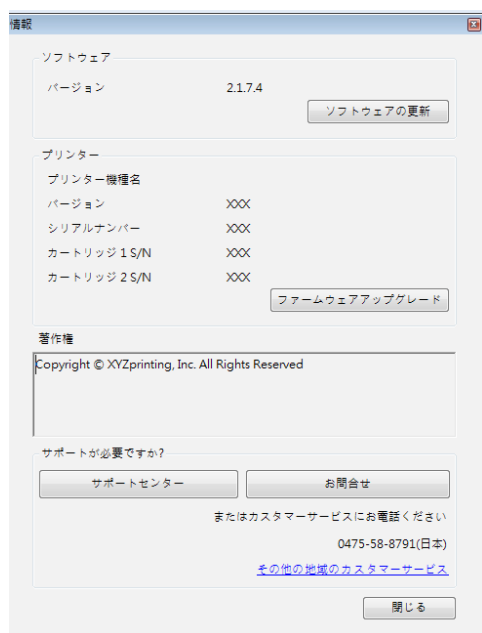 情報
ソフトウェア
バージョン 2.1.7.4
ソフトウェアの更新
プリンター
プリンター機種名
バージョン XXX
シリアルナンバー XXX
カートリッジ 1 S/N XXX
カートリッジ 2 S/N XXX
ファームウェアアップグレード
著作権
Copyright © XYZprinting, Inc. All Rights Reserved
サポートが必要ですか?
サポートセンター お問合せ
またはカスタマーサービスにお電話ください
0475-58-8791(日本)
その他の地域のカスタマーサービス
閉じる